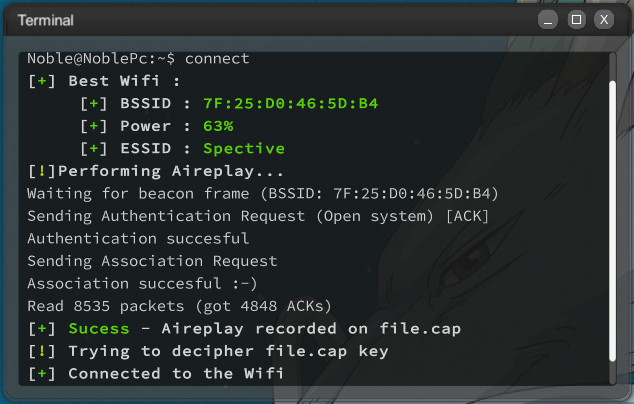 Terminal
Noble@NoblePc:~$ connect
[+] Best Wifi :
[+] BSSID : 7F:25:D0:46:5D:B4
[+] Power : 63%
[+] ESSID : Spective
[!]Performing Aireplay...
Waiting for beacon frame (BSSID: 7F:25:D0:46:5D:B4)
Sending Authentication Request (Open system) [ACK]
Authentication succesful
Sending Association Request
Association succesful :-)
Read 8535 packets (got 4848 ACKs)
[+] Sucess - Aireplay recorded on file.cap
[!] Trying to decipher file.cap key
[+] Connected to the Wifi